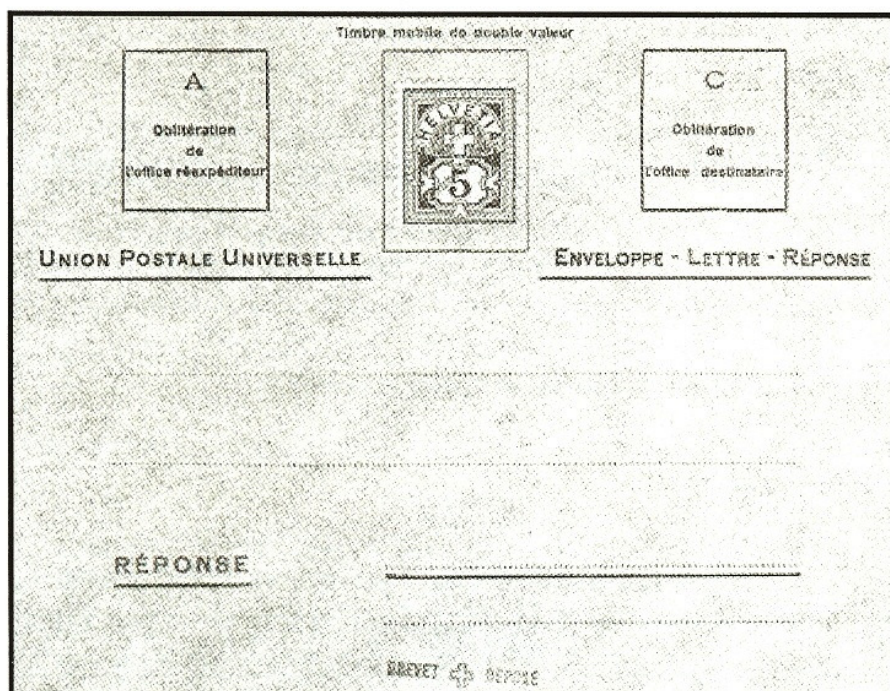 Timbre mobile de double valeur
A
Oblitération
de
l'office réexpéditeur
HELVETIA
5
C
Oblitération
de
l'office destinataire
UNION POSTALE UNIVERSELLE
ENVELOPPE - LETTRE - RÉPONSE
RÉPONSE
BREVET DEPOSE